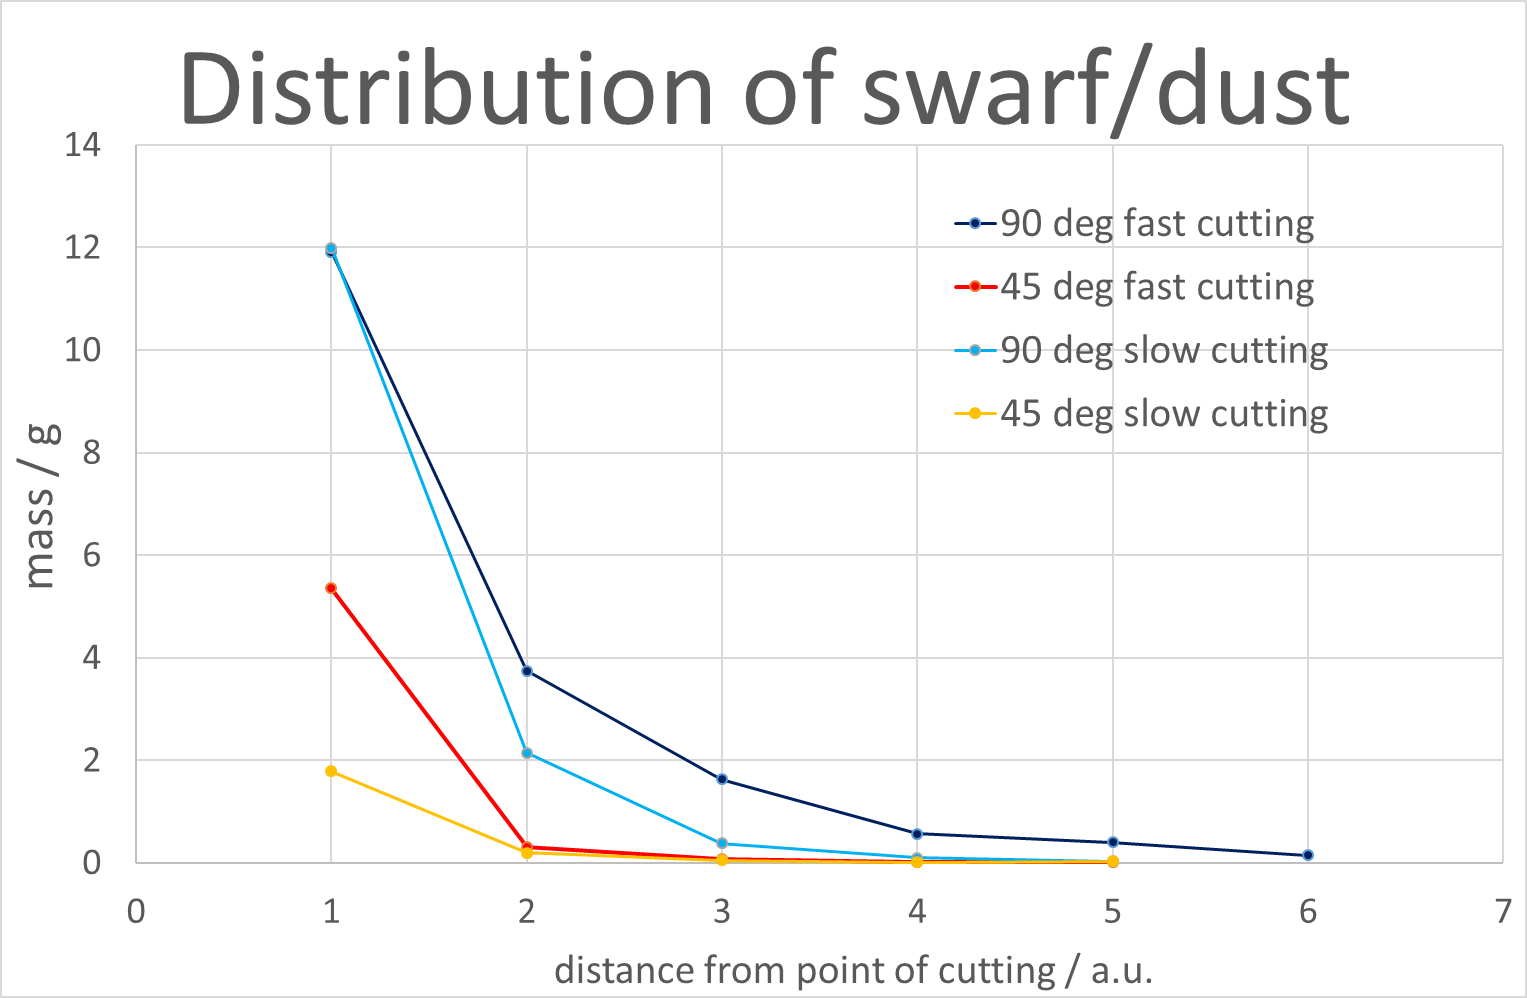 Distribution of swarf/dust
14
12
10
8
6
4
2
0
mass / g
90 deg fast cutting
45 deg fast cutting
90 deg slow cutting
45 deg slow cutting
0 1 2 3 4 5 6 7
distance from point of cutting / a.u.